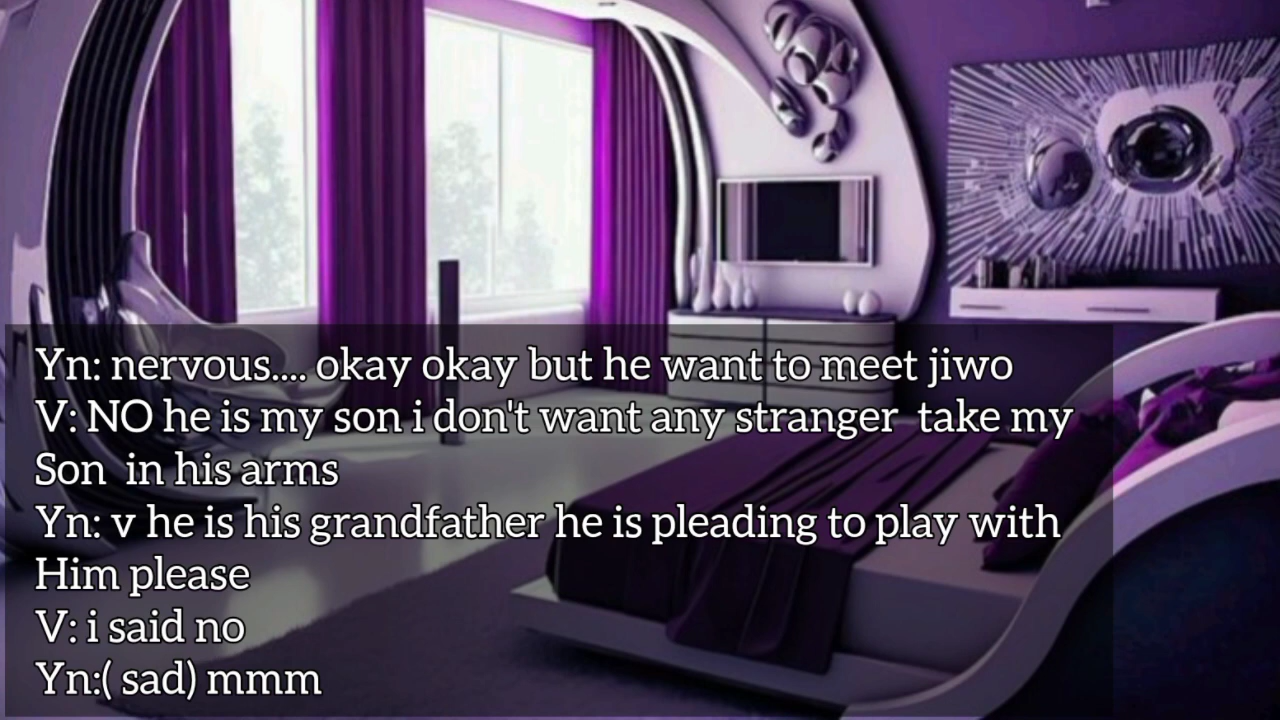 Yn: nervous.... okay okay but he want to meet jiwo
V: NO he is my son i don't want any stranger  take my
Son  in his arms
Yn: v he is his grandfather he is pleading to play with
Him please
V: i said no
Yn:( sad) mmm